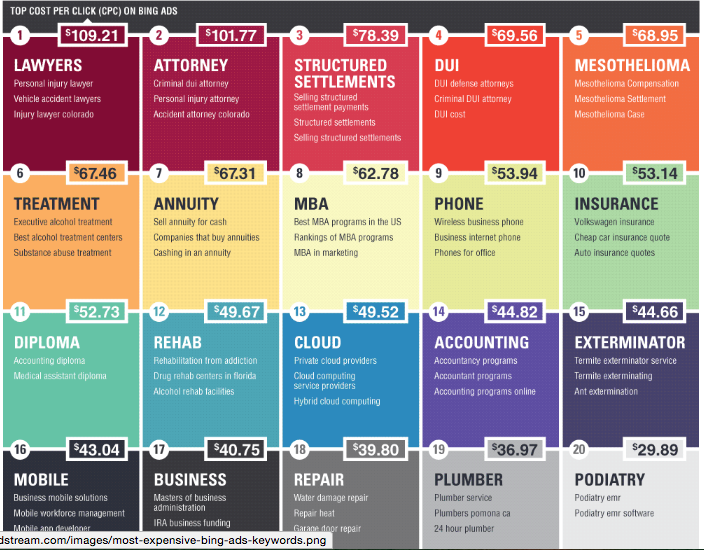 TOP COST PER CLICK (CPC) ON BING ADS
1 $109.21
LAWYERS
Personal injury lawyer
Vehicle accident lawyers
Injury lawyer colorado
2 $101.77
ATTORNEY
Criminal dui attorney
Personal injury attorney
Accident attorney colorado
3 $78.39
STRUCTURED
SETTLEMENTS
Selling structured
settlement payments
Structured settlements
Selling structured settlements
4 $69.56
DUI
DUI defense attorneys
Criminal DUI attorney
DUI cost
5 $68.95
MESOTHELIOMA
Mesothelioma Compensation
Mesothelioma Settlement
Mesothelioma Case
6 $67.46
TREATMENT
Executive alcohol treatment
Best alcohol treatment centers
Substance abuse treatment
7 $67.31
ANNUITY
Sell annuity for cash
Companies that buy annuities
Cashing in an annuity
8 $62.78
MBA
Best MBA programs in the US
Rankings of MBA programs
MBA in marketing
9 $53.94
PHONE
Wireless business phone
Business internet phone
Phones for office
10 $53.14
INSURANCE
Volkswagen insurance
Cheap car insurance quote
Auto insurance quotes
11 $52.73
DIPLOMA
Accounting diploma
Medical assistant diploma
12 $49.67
REHAB
Rehabilitation from addiction
Drug rehab centers in florida
Alcohol rehab facilities
13 $49.52
CLOUD
Private cloud providers
Cloud computing
service providers
Hybrid cloud computing
14 $44.82
ACCOUNTING
Accountancy programs
Accountant programs
Accounting programs online
15 $44.66
EXTERMINATOR
Termite exterminator service
Termite exterminating
Ant extermination
16 $43.04
MOBILE
Business mobile solutions
Mobile workforce management
Mobile app developer
17 $40.75
BUSINESS
Masters of business
administration
IRA business funding
18 $39.80
REPAIR
Water damage repair
Repair heat
Garage door repair
19 $36.97
PLUMBER
Plumber service
Plumbers pomona ca
24 hour plumber
20 $29.89
PODIATRY
Podiatry emr
Podiatry emr software
dstream.com/images/most-expensive-bing-ads-keywords.png